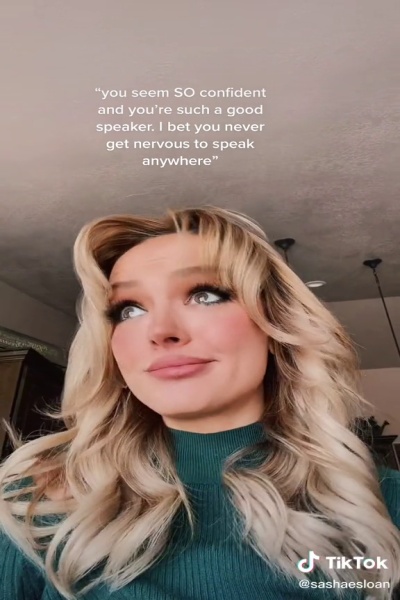 “you seem SO confident
and you’re such a good
speaker. I bet you never
get nervous to speak
anywhere”
TikTok
@sashaesloan